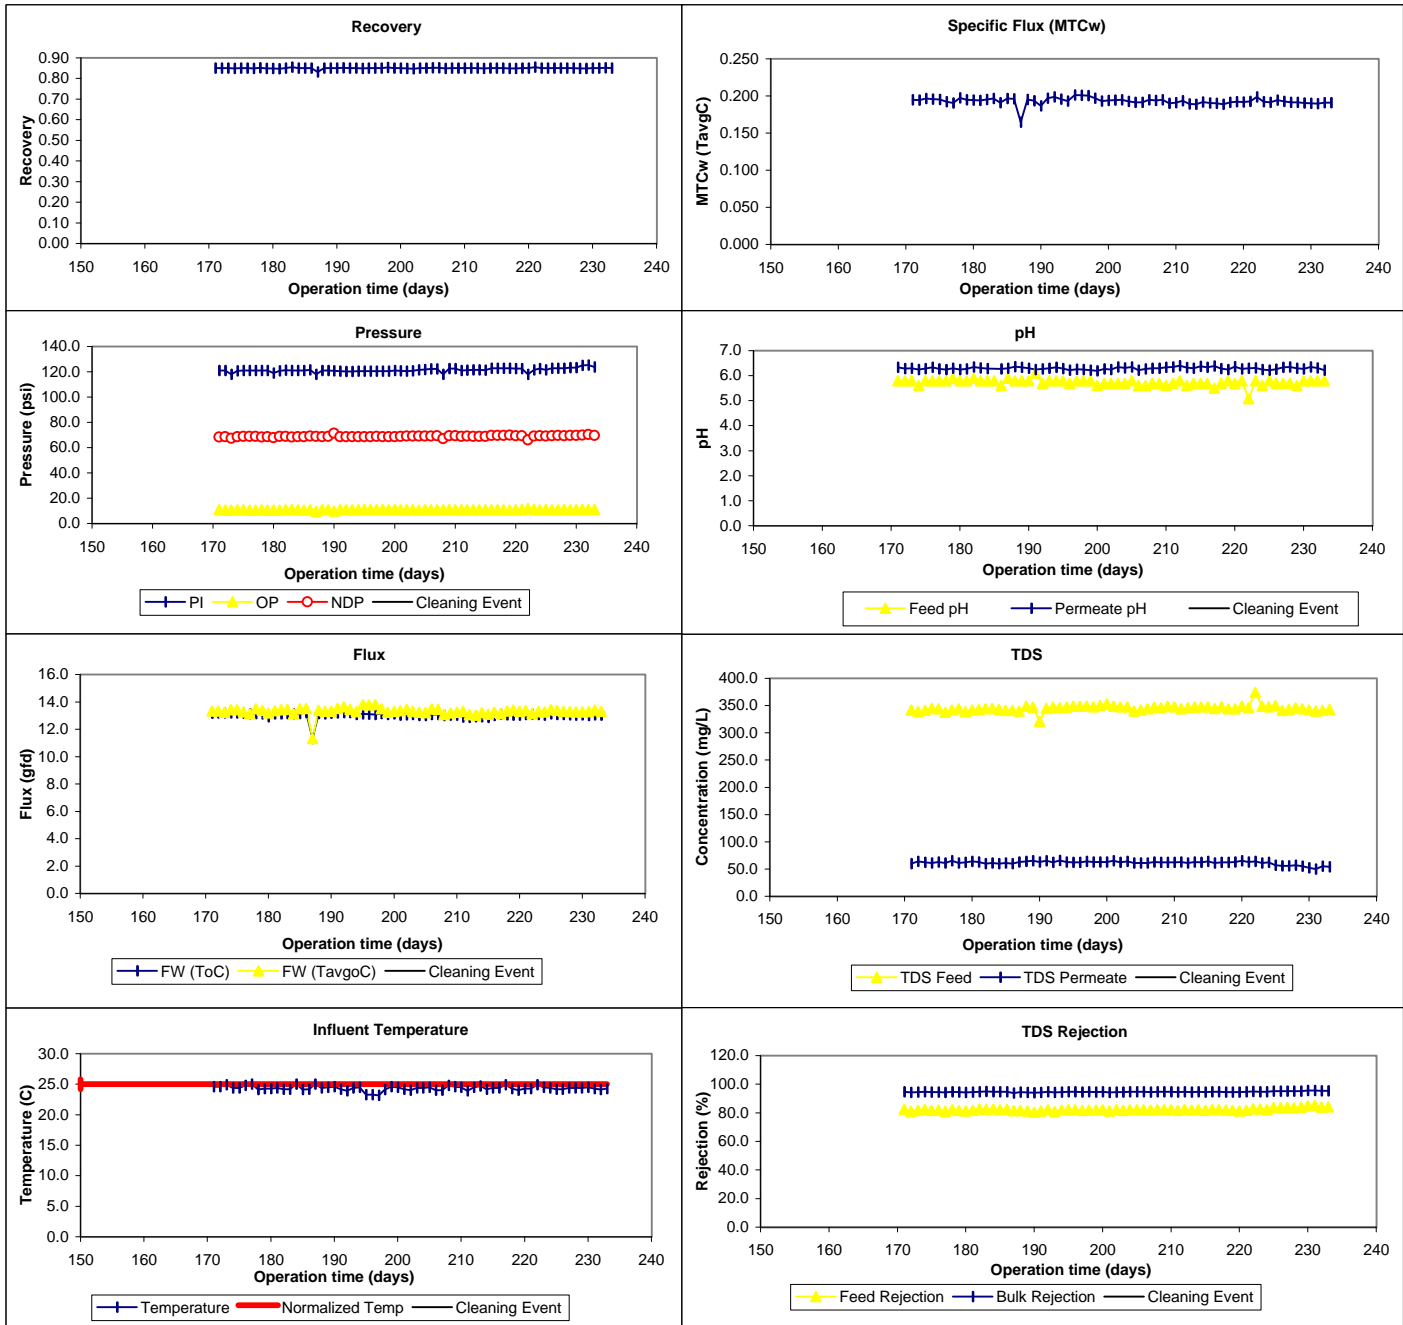 Recovery
0.90
0.80
0.70
0.60
0.50
0.40
0.30
0.20
0.10
0.00
Recovery
150 160 170 180 190 200 210 220 230 240
Operation time (days)
Specific Flux (MTCw)
0.250
0.200
0.150
0.100
0.050
0.000
MTCw (TavgC)
150 160 170 180 190 200 210 220 230 240
Operation time (days)
Pressure
140.0
120.0
100.0
80.0
60.0
40.0
20.0
0.0
Pressure (psi)
150 160 170 180 190 200 210 220 230 240
Operation time (days)
PI OP NDP Cleaning Event
pH
7.0
6.0
5.0
4.0
3.0
2.0
1.0
0.0
pH
150 160 170 180 190 200 210 220 230 240
Operation time (days)
Feed pH Permeate pH Cleaning Event
Flux
16.0
14.0
12.0
10.0
8.0
6.0
4.0
2.0
0.0
Flux (gfd)
150 160 170 180 190 200 210 220 230 240
Operation time (days)
FW (ToC) FW (TavgoC) Cleaning Event
TDS
400.0
350.0
300.0
250.0
200.0
150.0
100.0
50.0
0.0
Concentration (mg/L)
150 160 170 180 190 200 210 220 230 240
Operation time (days)
TDS Feed TDS Permeate Cleaning Event
Influent Temperature
30.0
25.0
20.0
15.0
10.0
5.0
0.0
Temperature (C)
150 160 170 180 190 200 210 220 230 240
Operation time (days)
Temperature Normalized Temp Cleaning Event
TDS Rejection
120.0
100.0
80.0
60.0
40.0
20.0
0.0
Rejection (%)
150 160 170 180 190 200 210 220 230 240
Operation time (days)
Feed Rejection Bulk Rejection Cleaning Event